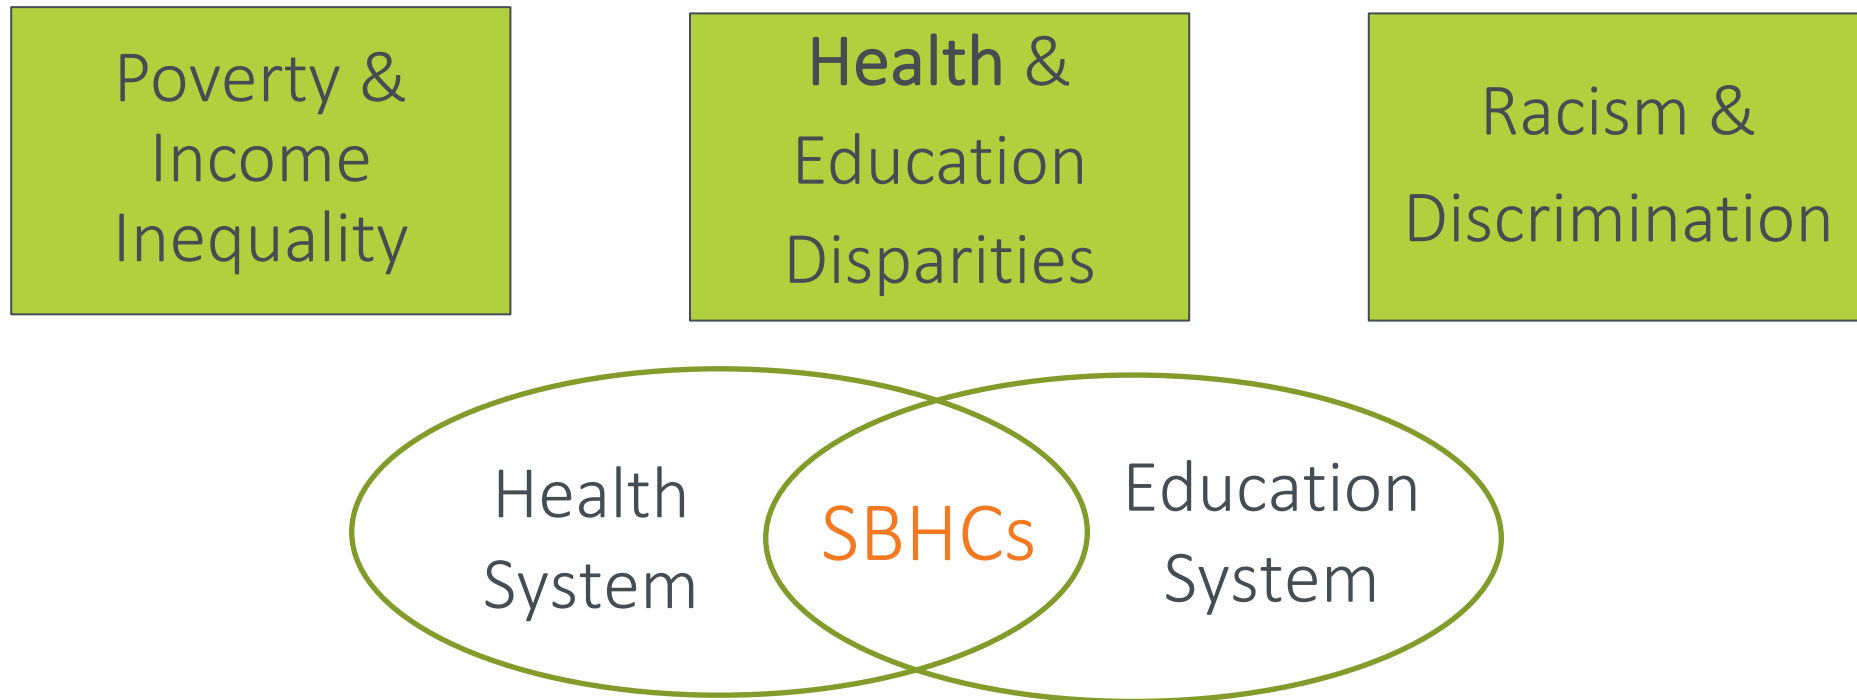 Poverty &
Income
Inequality
Health &
Education
Disparities
Racism &
Discrimination
Health
System
SBHCs
Education
System